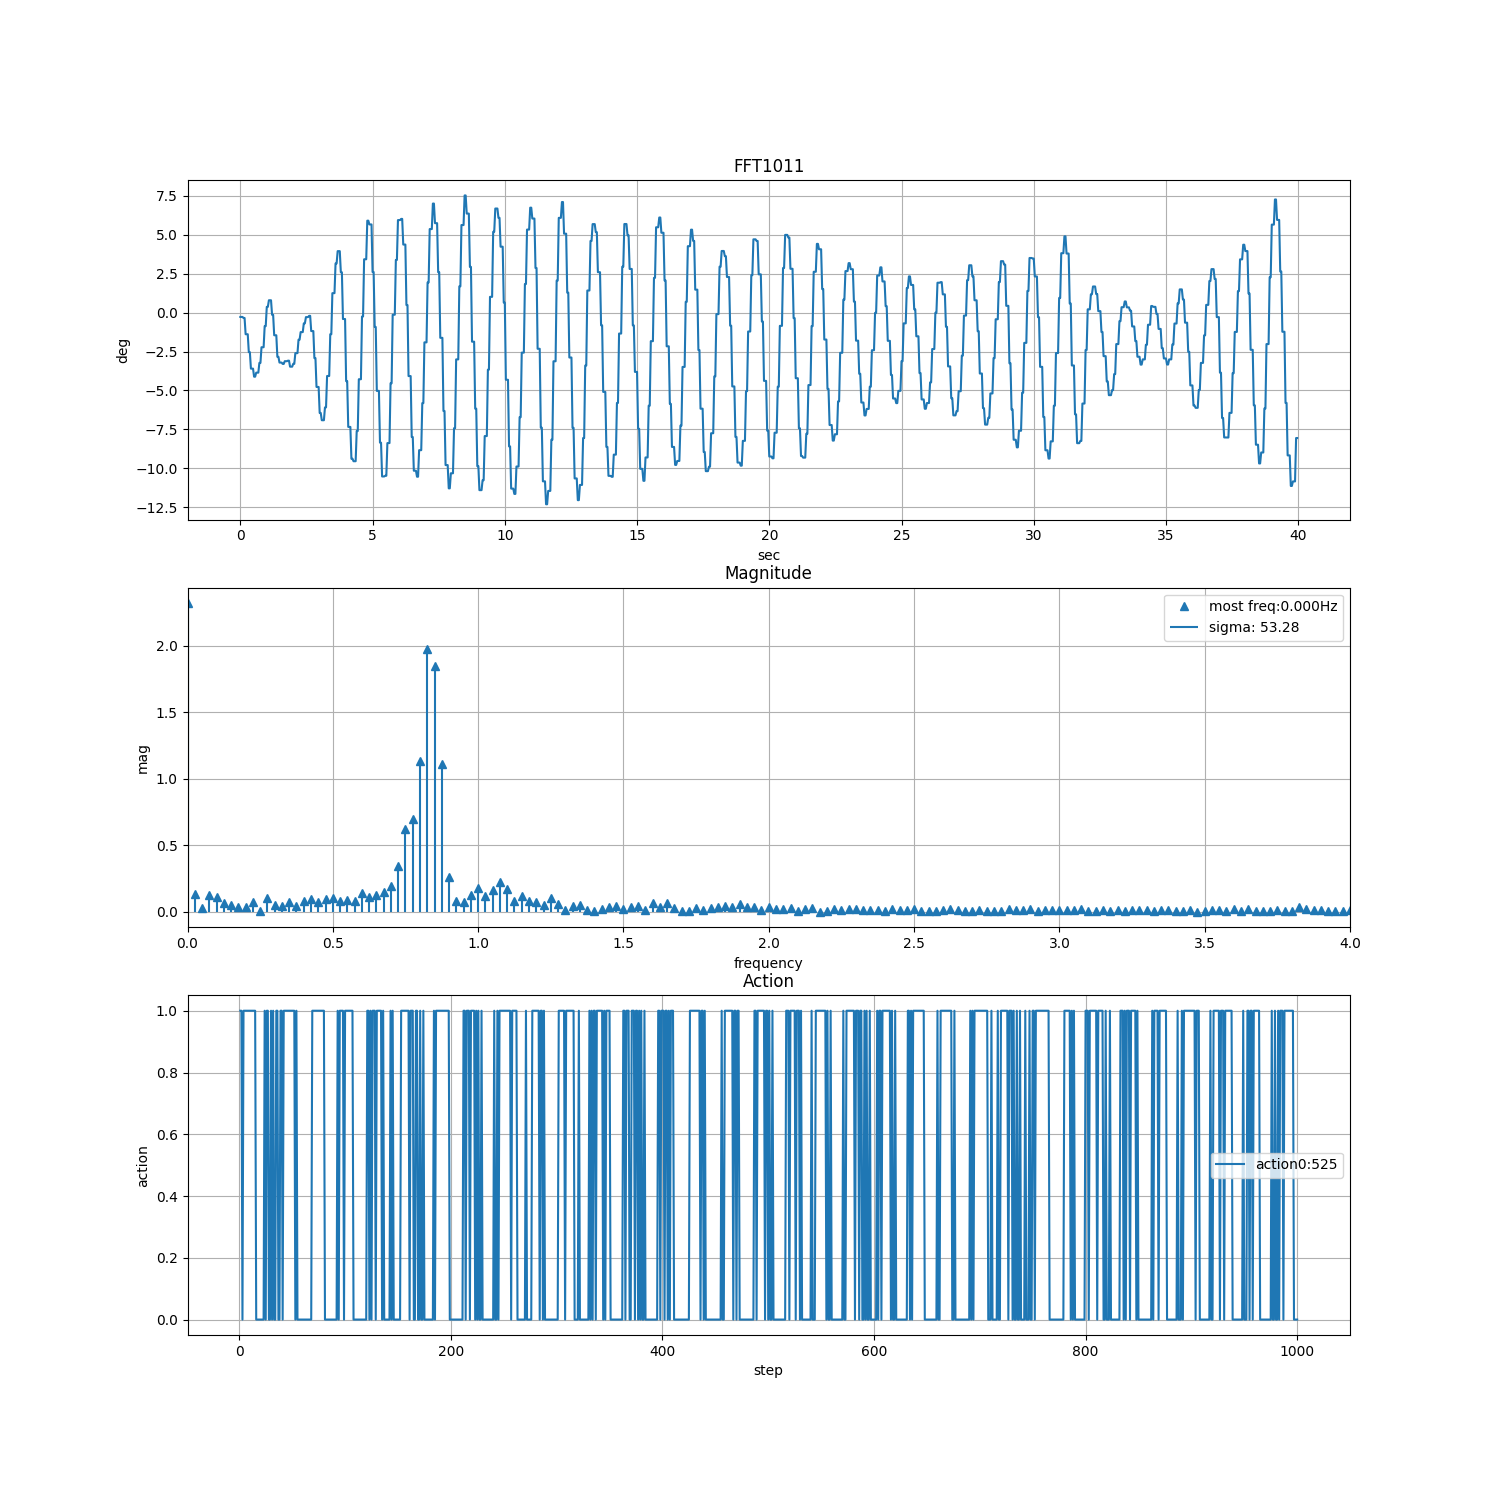 FFT1011
7.5
5.0
2.5
0.0
−2.5
−5.0
−7.5
−10.0
−12.5
deg
0 5 10 15 20 25 30 35 40
sec
Magnitude
most freq:0.000Hz
sigma: 53.28
2.0
1.5
1.0
0.5
0.0
mag
0.0 0.5 1.0 1.5 2.0 2.5 3.0 3.5 4.0
frequency
Action
1.0
0.8
0.6
0.4
0.2
0.0
action
action0:525
0 200 400 600 800 1000
step